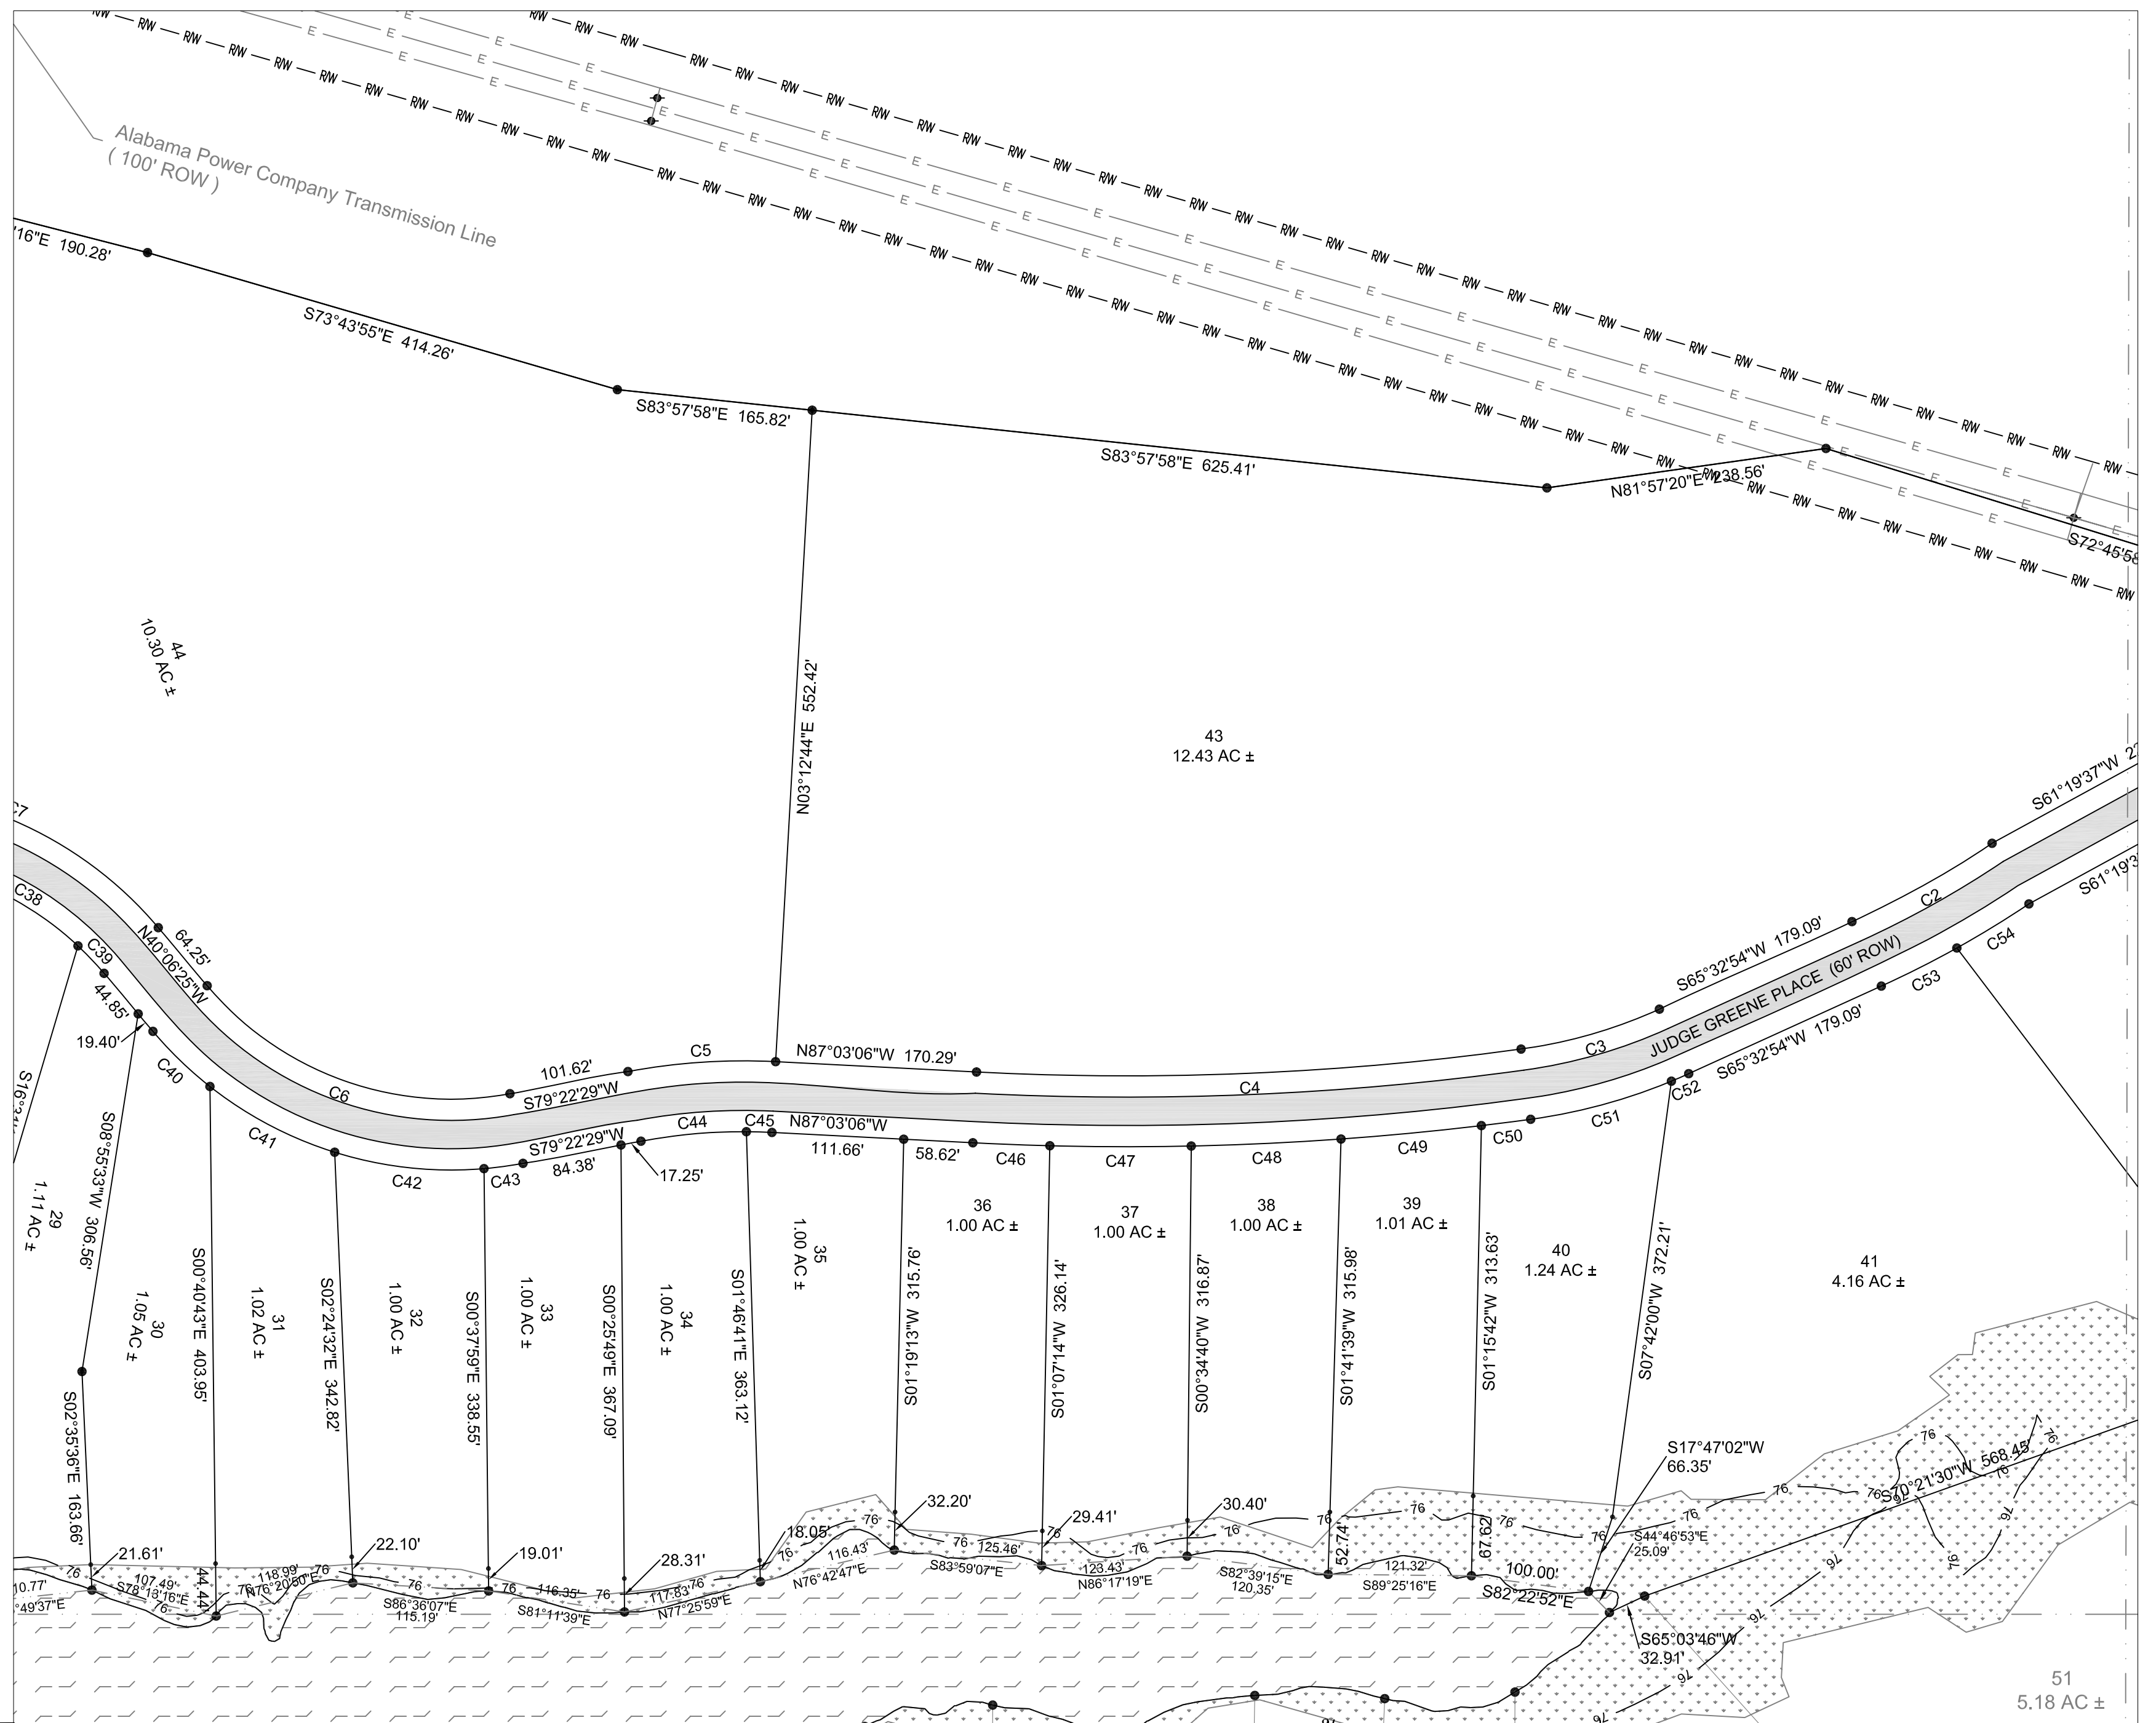 Alabama Power Company Transmission Line
( 100' ROW )
'16"E 190.28'
S73°43'55"E 414.26'
S83°57'58"E 165.82'
S83°57'58"E 625.41'
N81°57'20"E 238.56'
S72°45'58
44
10.30 AC ±
N03°12'44"E 552.42'
43
12.43 AC ±
S61°19'37"W 2
C7
C38
C39
64.25'
N40°06'25"W
44.85'
19.40'
C40
C6
C41
101.62'
S79°22'29"W
C5
N87°03'06"W 170.29'
C4
C3
S65°32'54"W 179.09'
C2
JUDGE GREENE PLACE (60' ROW)
S61°19'3
C54
C53
S65°32'54"W 179.09'
C52
C51
C50
C49
C48
C47
C46
58.62'
N87°03'06"W
111.66'
C45
C44
S79°22'29"W
84.38'
17.25'
C43
C42
S08°55'33"W 306.56'
29
1.11 AC ±
30
1.05 AC ±
S00°40'43"E 403.95'
31
1.02 AC ±
S02°24'32"E 342.82'
32
1.00 AC ±
S00°37'59"E 338.55'
33
1.00 AC ±
S00°25'49"E 367.09'
34
1.00 AC ±
S01°46'41"E 363.12'
35
1.00 AC ±
S01°19'13"W 315.76'
36
1.00 AC ±
S01°07'14"W 326.14'
37
1.00 AC ±
S00°34'40"W 316.87'
38
1.00 AC ±
S01°41'39"W 315.98'
39
1.01 AC ±
S01°15'42"W 313.63'
40
1.24 AC ±
S07°42'00"W 372.21'
41
4.16 AC ±
S02°35'36"E 163.66'
S17°47'02"W
66.35'
S70°21'30"W 568.45'
S44°46'53"E
25.09'
S65°03'46"W
32.91'
21.61'
107.49'
S78°13'16"E
44.44'
118.99'
N76°20'50"E
22.10'
S86°36'07"E
115.19'
19.01'
116.35'
S81°11'39"E
28.31'
117.83'
N77°25'59"E
18.05'
116.43'
N76°42'47"E
32.20'
125.46'
S83°59'07"E
29.41'
123.43'
N86°17'19"E
30.40'
S82°39'15"E
120.35'
52.74'
121.32'
S89°25'16"E
67.62'
100.00'
S82°22'52"E
10.77'
°49'37"E
51
5.18 AC ±